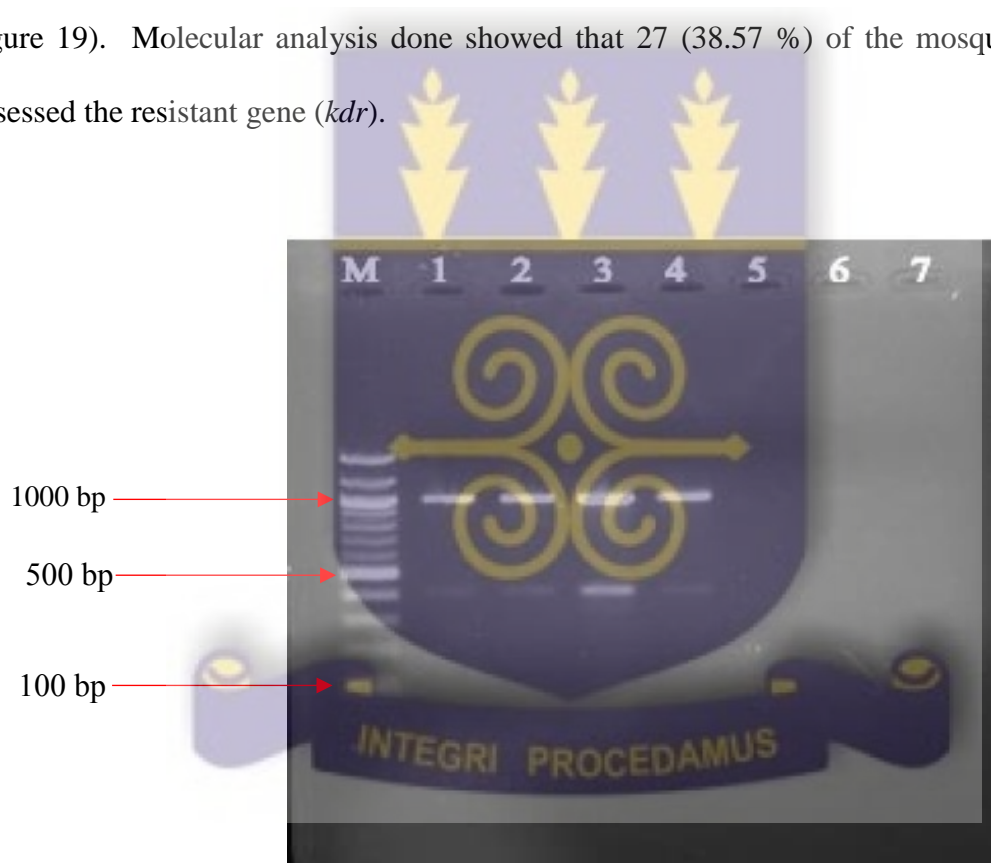 gure 19). Molecular analysis done showed that 27 (38.57 %) of the mosqu
sessed the resistant gene (kdr).
M 1 2 3 4 5 6 7
1000 bp
500 bp
100 bp
INTEGRI PROCEDAMUS